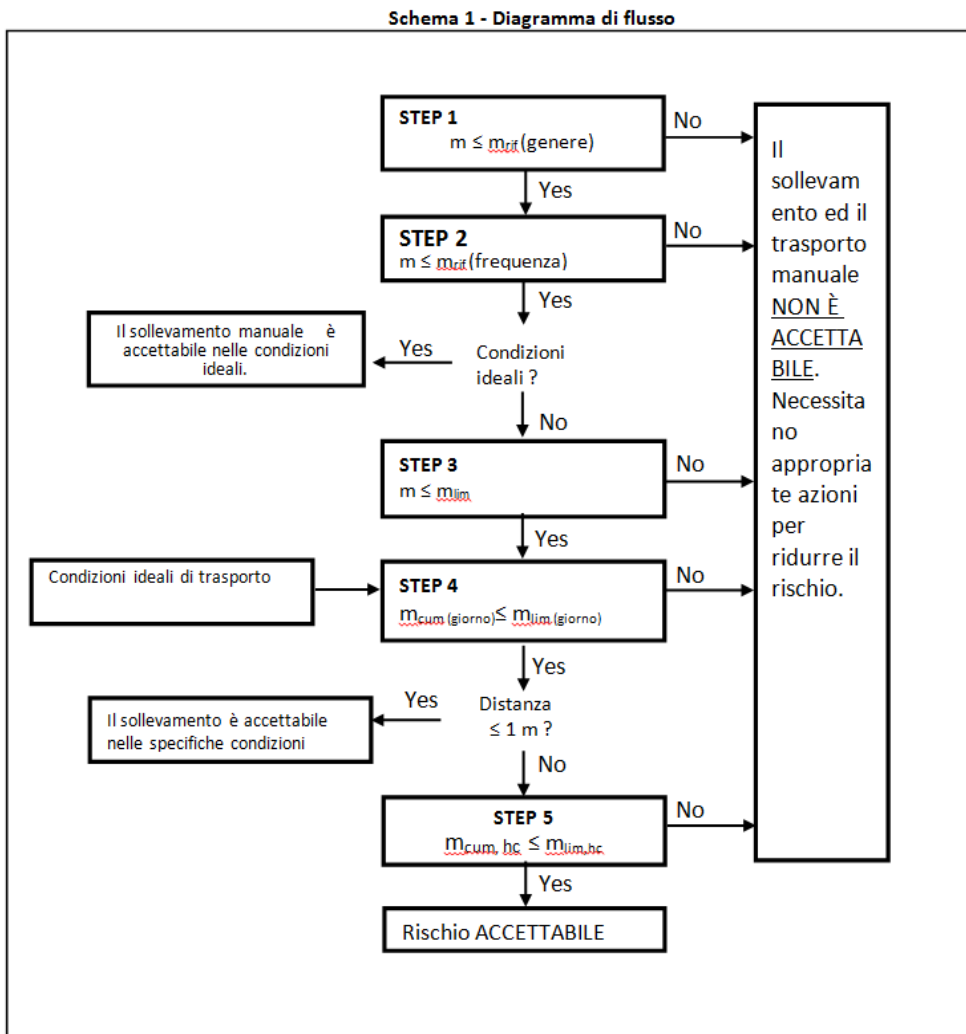 Schema 1 - Diagramma di flusso
STEP 1
m ≤ mrif(genere)
No
Yes
STEP 2
m ≤ mrif(frequenza)
No
Yes
Il sollevamento manuale è
accettabile nelle condizioni
ideali.
Yes
Condizioni
ideali ?
No
STEP 3
m ≤ mlim
No
Yes
Condizioni ideali di trasporto
STEP 4
mcum (giorno)≤ mlim (giorno)
No
Yes
Il sollevamento è accettabile
nelle specifiche condizioni
Yes
Distanza
≤ 1 m ?
No
STEP 5
mcum, hc ≤ mlim,hc
No
Yes
Rischio ACCETTABILE
Il
sollevam
ento ed il
trasporto
manuale
NON È
ACCETTA
BILE.
Necessita
no
appropria
te azioni
per
ridurre il
rischio.